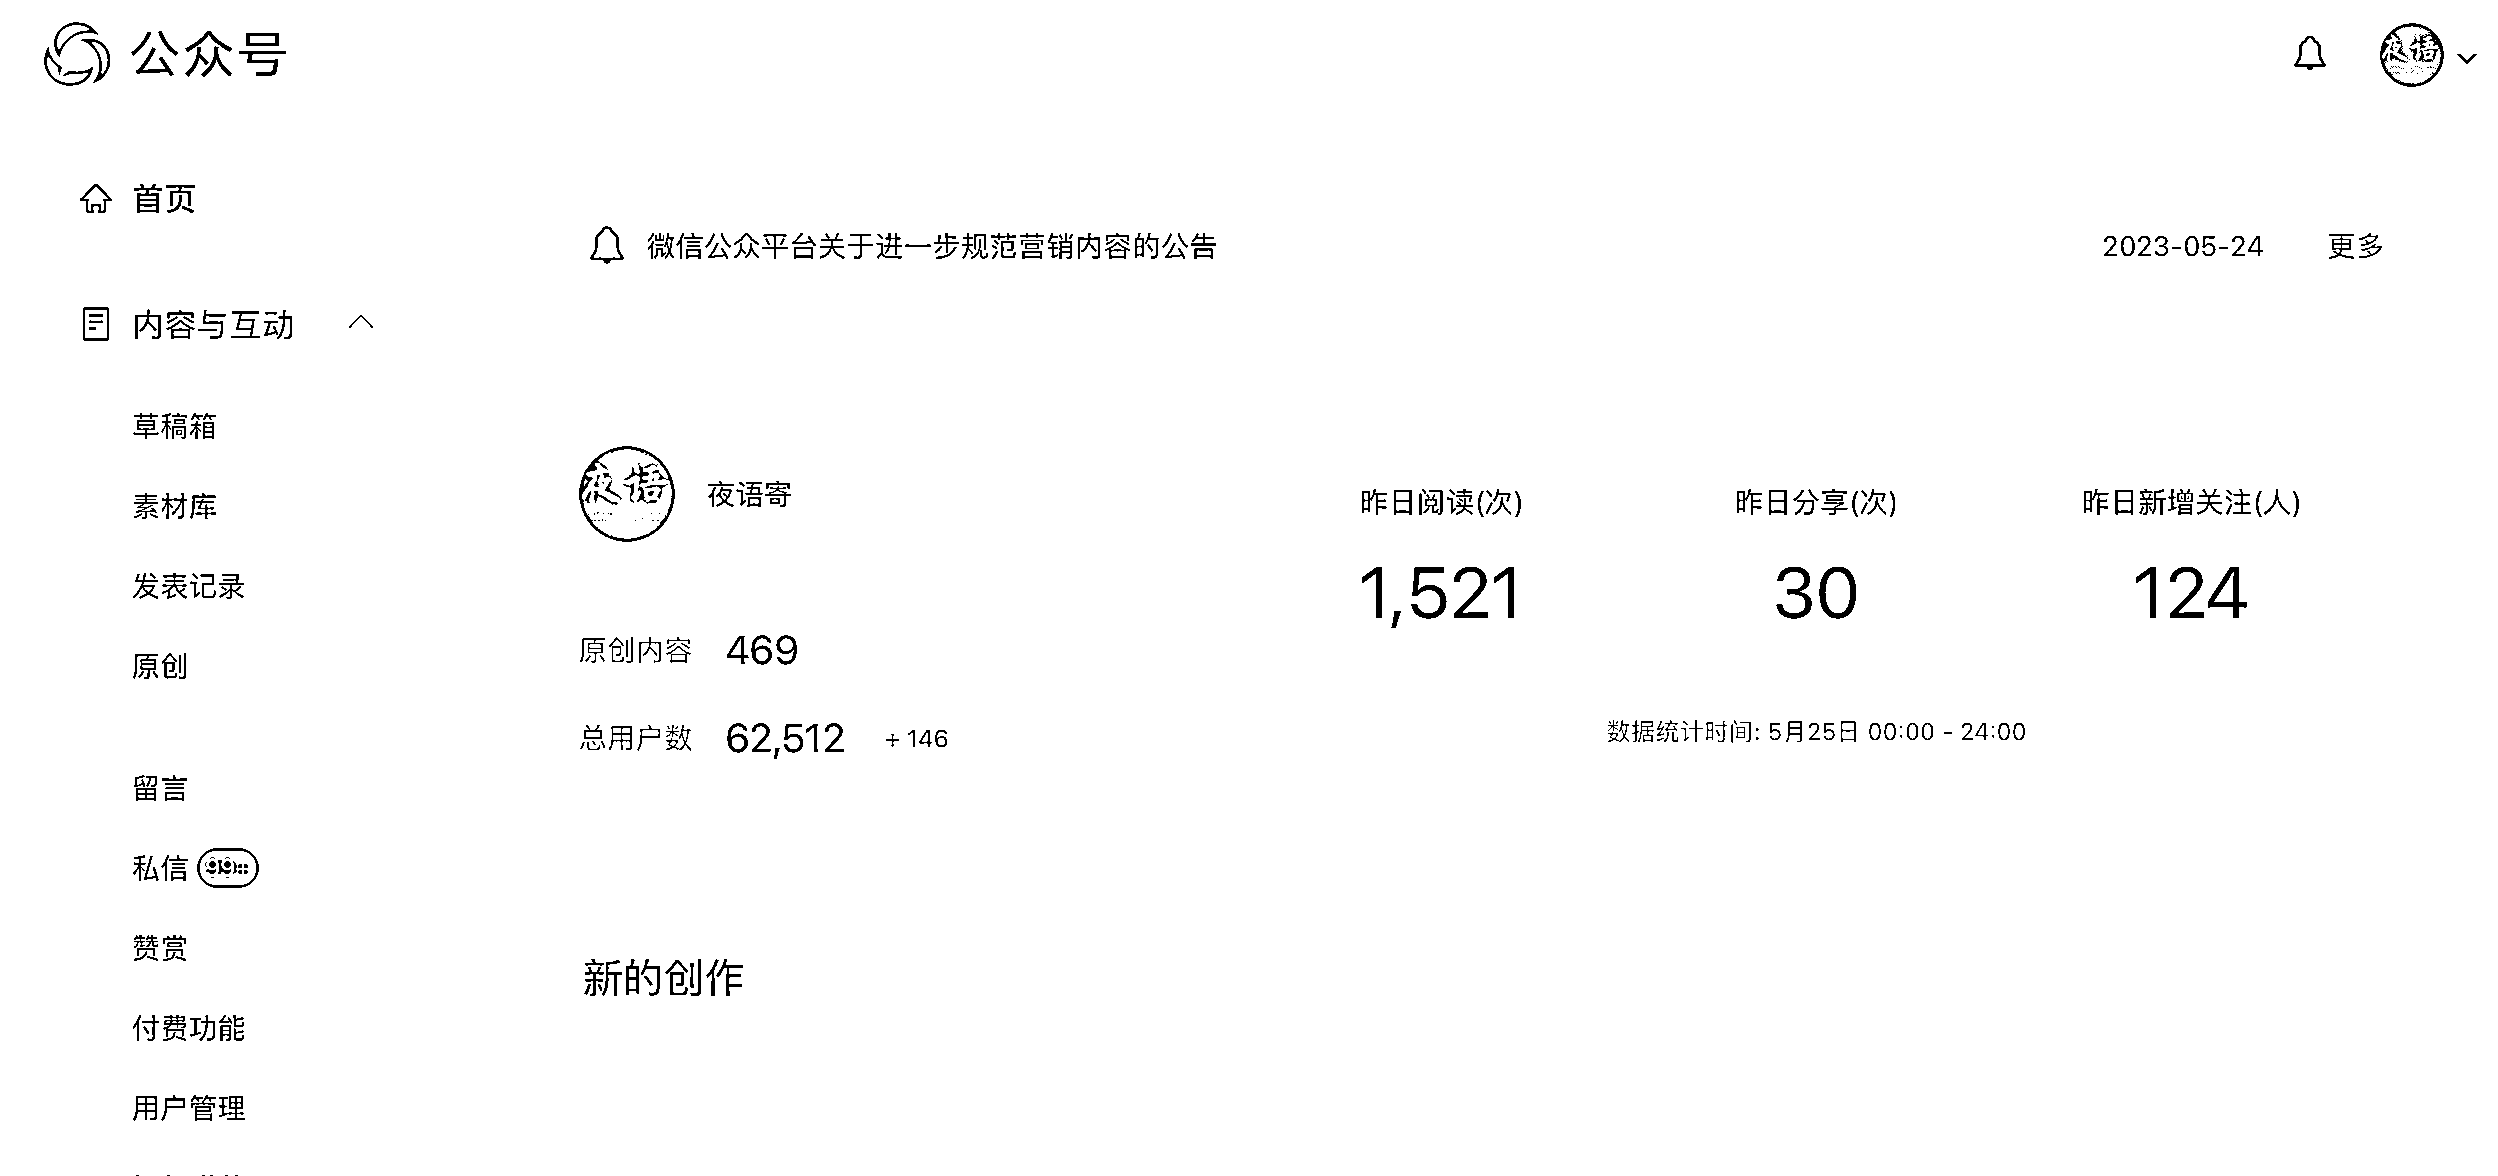 公众号
夜语
首页
微信公众平台关于进一步规范营销内容的公告 2023-05-24 更多
内容与互动
草稿箱
素材库
发表记录
原创
留言
私信
赞赏
付费功能
用户管理
夜语
夜语寄
原创内容 469
总用户数 62,512 + 146
昨日阅读(次) 昨日分享(次) 昨日新增关注(人)
1,521 30 124
数据统计时间: 5月25日 00:00 - 24:00
新的创作